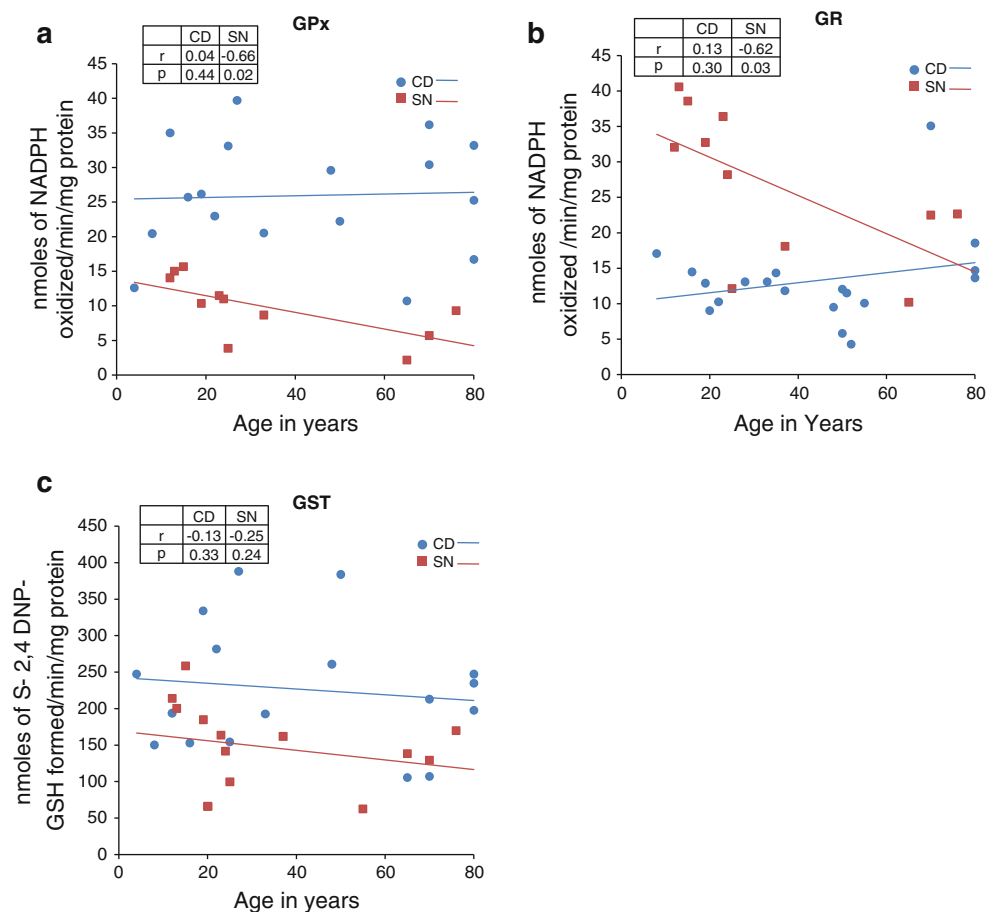 a
GPx
CD SN
r 0.04 -0.66
p 0.44 0.02
CD
SN
nmoles of NADPH
oxidized/min/mg protein
45
40
35
30
25
20
15
10
5
0
0 20 40 60 80
Age in years
b
GR
CD SN
r 0.13 -0.62
p 0.30 0.03
CD
SN
nmoles of NADPH
oxidized /min/mg protein
45
40
35
30
25
20
15
10
5
0
0 20 40 60 80
Age in Years
c
GST
CD SN
r -0.13 -0.25
p 0.33 0.24
CD
SN
nmoles of S- 2,4 DNP-
GSH formed/min/mg protein
450
400
350
300
250
200
150
100
50
0
0 20 40 60 80
Age in years